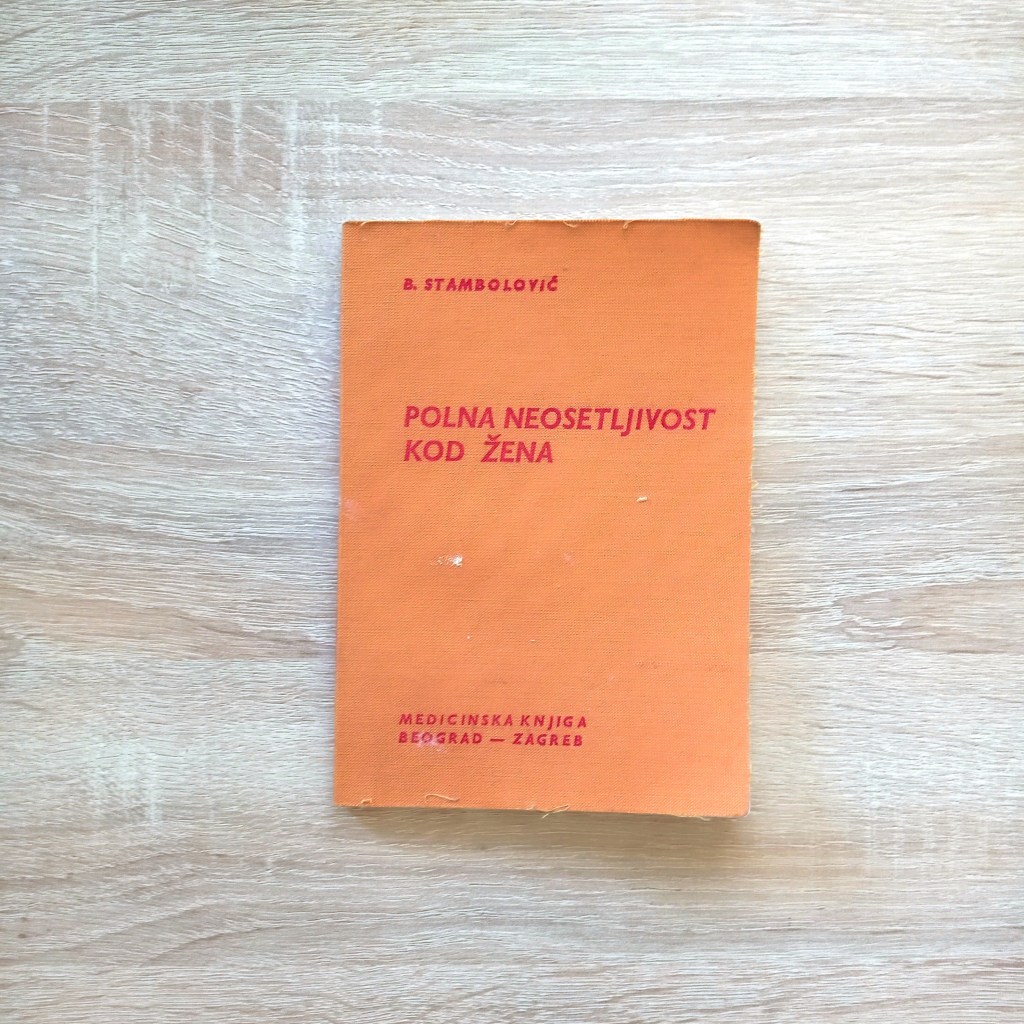 B. STAMBOLOVIĆ
POLNA NEOSETLJIVOST
KOD ŽENA
MEDICINSKA KNJIGA
BEOGRAD — ZAGREB